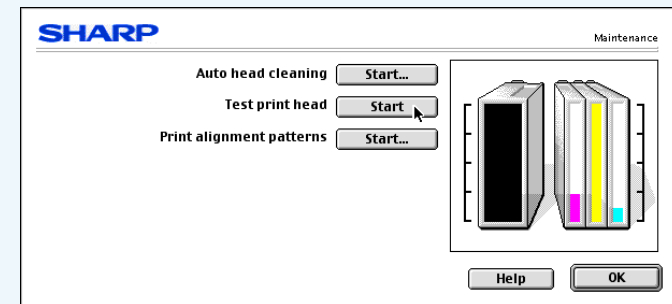 SHARP
Maintenance
Auto head cleaning Start...
Test print head Start
Print alignment patterns Start...
Help OK